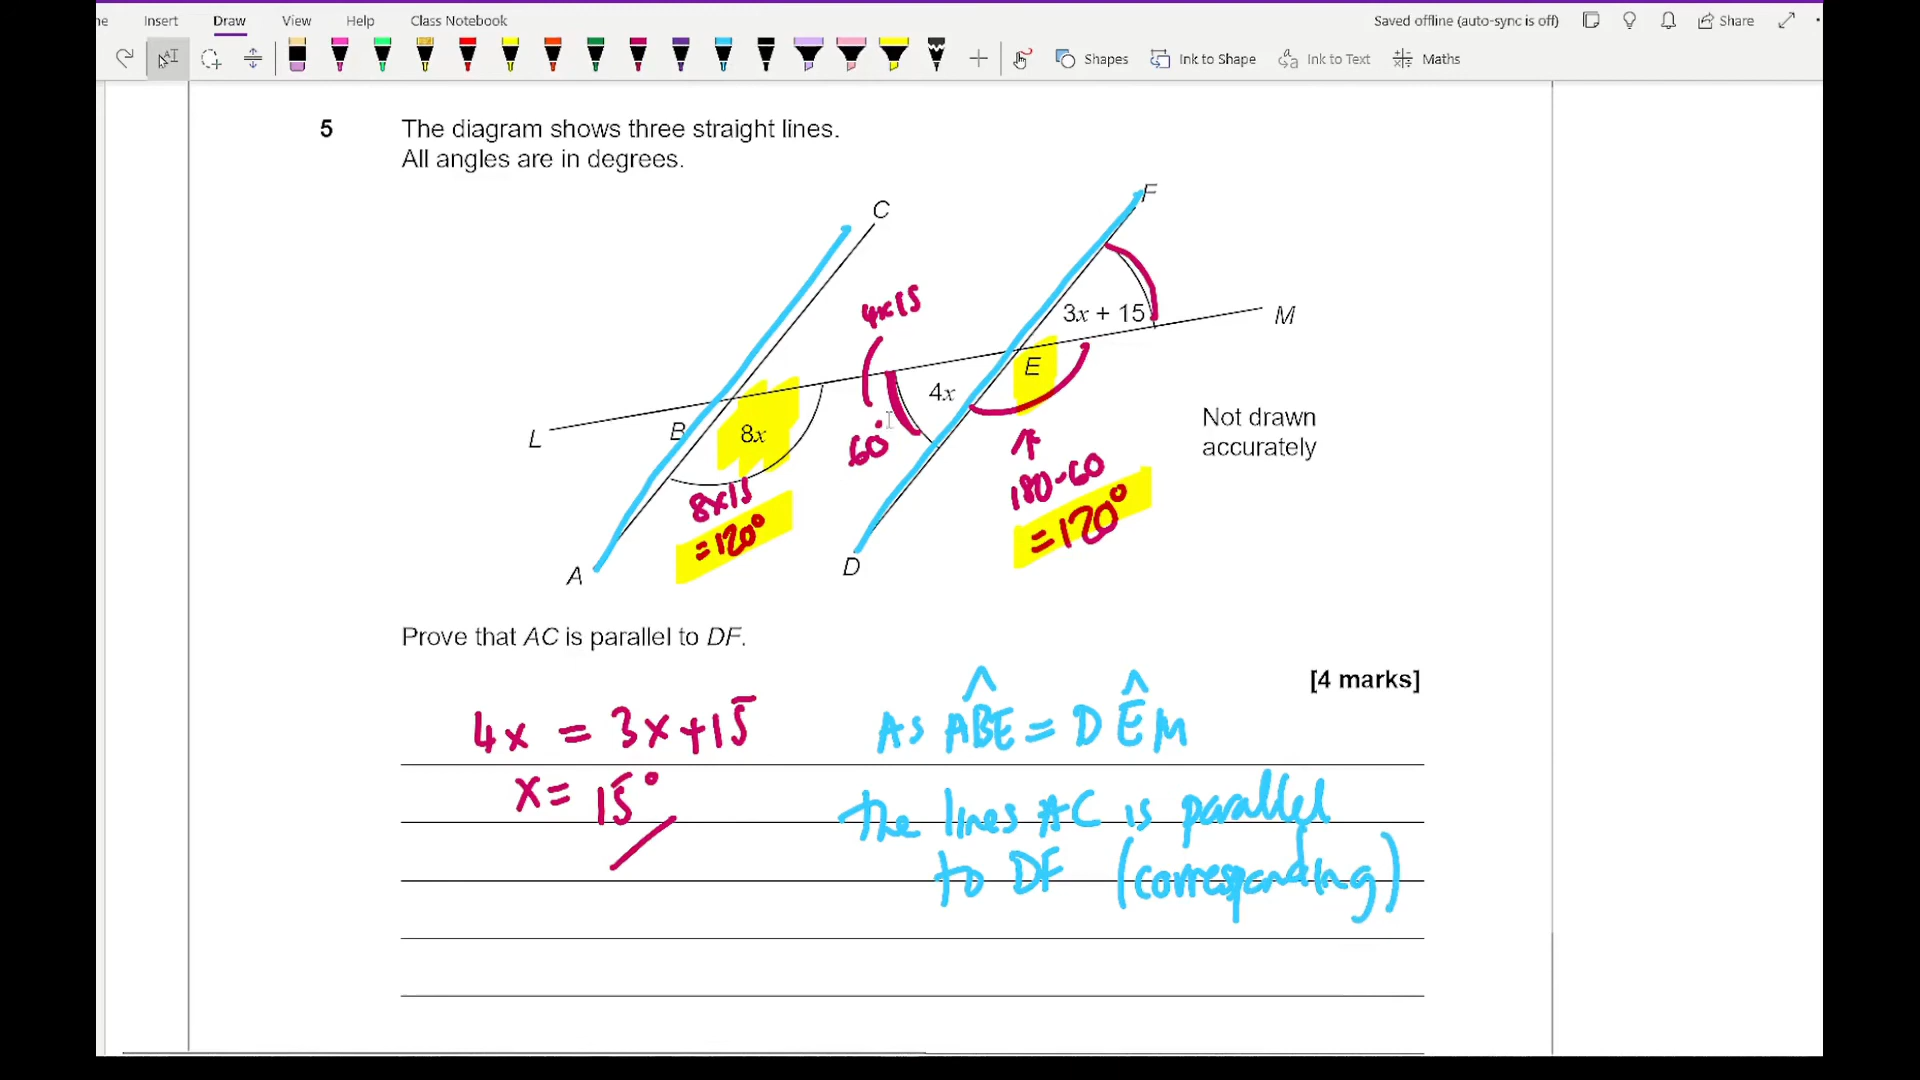 Insert Draw View Help Class Notebook Saved offline (auto-sync is off) Share
Shapes Ink to Shape Ink to Text Maths
5 The diagram shows three straight lines.
All angles are in degrees.
F
C
4x15
3x + 15
M
E
4x
L
B
8x
60°
Not drawn
accurately
8x15
= 120°
180-60
= 120°
A
D
Prove that AC is parallel to DF.
[4 marks]
4x = 3x+15
x = 15°
As AB̂E = DÊM
the lines AC is parallel
to DF (corresponding)